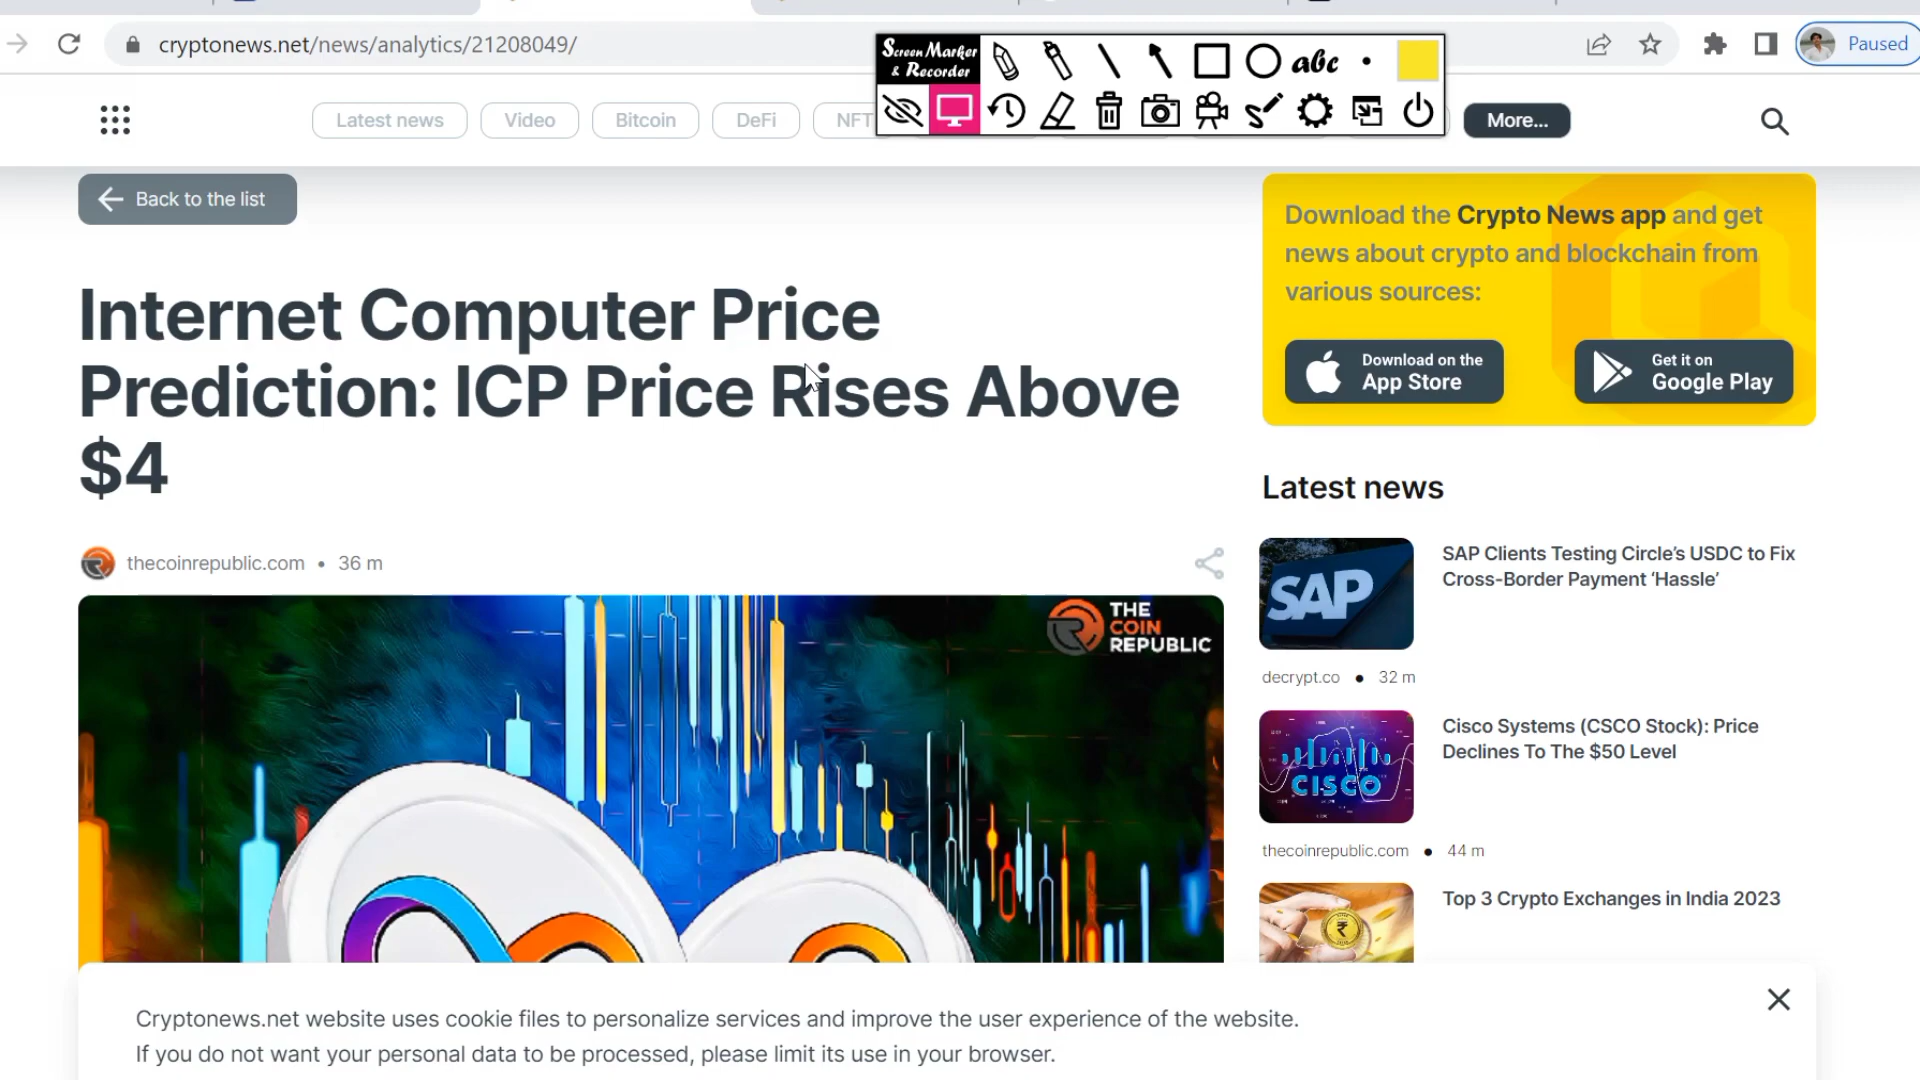 cryptonews.net/news/analytics/21208049/
Screen Marker
& Recorder
abc
Paused
Latest news
Video
Bitcoin
DeFi
NFT
More...
Back to the list
Internet Computer Price
Prediction: ICP Price Rises Above
$4
thecoinrepublic.com • 36 m
THE
COIN
REPUBLIC
Download the Crypto News app and get
news about crypto and blockchain from
various sources:
Download on the
App Store
Get it on
Google Play
Latest news
SAP
SAP Clients Testing Circle’s USDC to Fix
Cross-Border Payment ‘Hassle’
decrypt.co • 32 m
CISCO
Cisco Systems (CSCO Stock): Price
Declines To The $50 Level
thecoinrepublic.com • 44 m
₹
Top 3 Crypto Exchanges in India 2023
Cryptonews.net website uses cookie files to personalize services and improve the user experience of the website.
If you do not want your personal data to be processed, please limit its use in your browser.